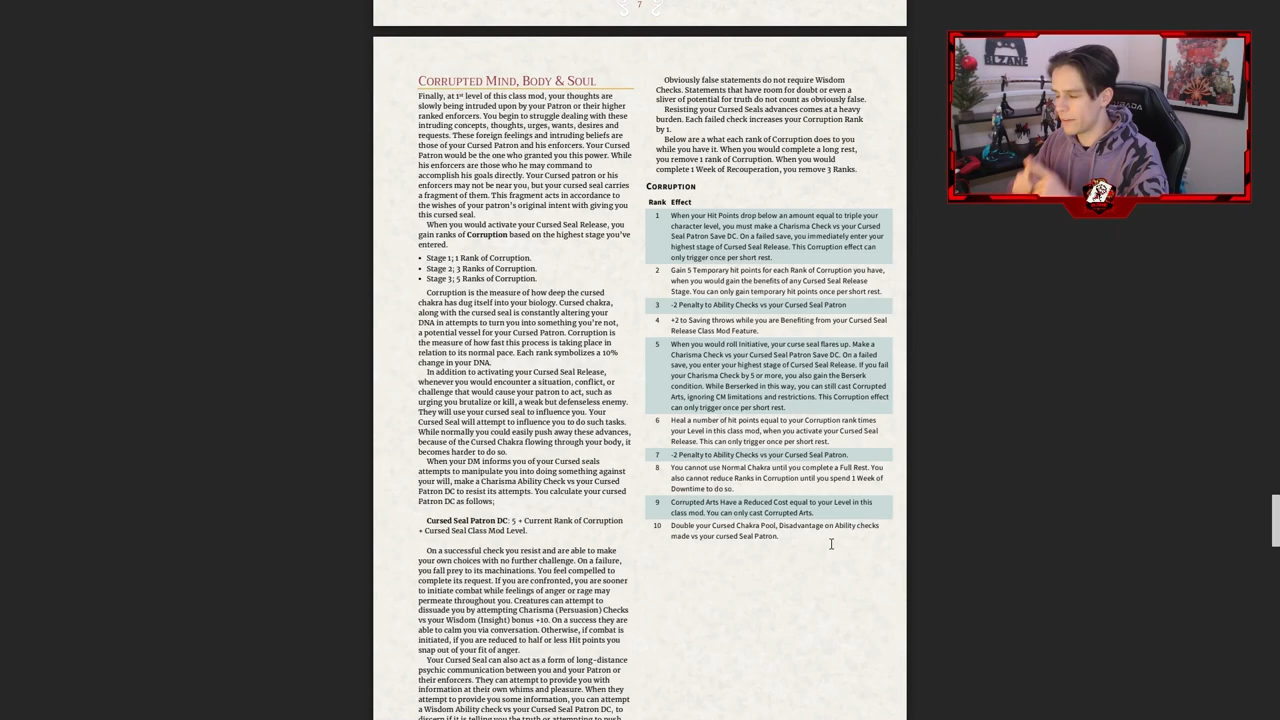 7
CORRUPTED MIND, BODY & SOUL
Finally, at 1st level of this class mod, your thoughts are
slowly being intruded upon by your Patron or their higher
ranked enforcers. You begin to struggle dealing with these
intruding concepts, thoughts, urges, wants, desires and
requests. These foreign feelings and intruding beliefs are
those of your Cursed Patron and his enforcers. Your Cursed
Patron would be the one who granted you this power. While
his enforcers are those who he may command to
accomplish his goals directly. Your Cursed patron or his
enforcers may not be near you, but your cursed seal carries
a fragment of them. This fragment acts in accordance to
the wishes of your patron's original intent with giving you
this cursed seal.
When you would activate your Cursed Seal Release, you
gain ranks of Corruption based on the highest stage you've
entered.
• Stage 1; 1 Rank of Corruption.
• Stage 2; 3 Ranks of Corruption.
• Stage 3; 5 Ranks of Corruption.
Corruption is the measure of how deep the cursed
chakra has dug itself into your biology. Cursed chakra,
along with the cursed seal is constantly altering your
DNA in attempts to turn you into something you're not,
a potential vessel for your Cursed Patron. Corruption is
the measure of how fast this process is taking place in
relation to its normal pace. Each rank symbolizes a 10%
change in your DNA.
In addition to activating your Cursed Seal Release,
whenever you would encounter a situation, conflict, or
challenge that would cause your patron to act, such as
urging you brutalize or kill, a weak but defenseless enemy.
They will use your cursed seal to influence you. Your
Cursed Seal will attempt to influence you to do such tasks.
While normally you could easily push away these advances,
because of the Cursed Chakra flowing through your body, it
becomes harder to do so.
When your DM informs you of your Cursed seals
attempts to manipulate you into doing something against
your will, make a Charisma Ability Check vs your Cursed
Patron DC to resist its attempts. You calculate your cursed
Patron DC as follows;
Cursed Seal Patron DC: 5 + Current Rank of Corruption
+ Cursed Seal Class Mod Level.
On a successful check you resist and are able to make
your own choices with no further challenge. On a failure,
you fall prey to its machinations. You feel compelled to
complete its request. If you are confronted, you are sooner
to initiate combat while feelings of anger or rage may
permeate throughout you. Creatures can attempt to
dissuade you by attempting Charisma (Persuasion) Checks
vs your Wisdom (Insight) bonus +10. On a success they are
able to calm you via conversation. Otherwise, if combat is
initiated, if you are reduced to half or less Hit points you
snap out of your fit of anger.
Your Cursed Seal can also act as a form of long-distance
psychic communication between you and your Patron or
their enforcers. They can attempt to provide you with
information at their own whims and pleasure. When they
attempt to provide you some information, you can attempt
a Wisdom Ability check vs your Cursed Seal Patron DC, to
discern if it is telling you the truth or attempting to push
Obviously false statements do not require Wisdom
Checks. Statements that have room for doubt or even a
sliver of potential for truth do not count as obviously false.
Resisting your Cursed Seals advances comes at a heavy
burden. Each failed check increases your Corruption Rank
by 1.
Below are a what each rank of Corruption does to you
while you have it. When you would complete a long rest,
you remove 1 rank of Corruption. When you would
complete 1 Week of Recouperation, you remove 3 Ranks.
CORRUPTION
Rank Effect
1 When your Hit Points drop below an amount equal to triple your
character level, you must make a Charisma Check vs your Cursed
Seal Patron Save DC. On a failed save, you immediately enter your
highest stage of Cursed Seal Release. This Corruption effect can
only trigger once per short rest.
2 Gain 5 Temporary hit points for each Rank of Corruption you have,
when you would gain the benefits of any Cursed Seal Release
Stage. You can only gain temporary hit points once per short rest.
3 -2 Penalty to Ability Checks vs your Cursed Seal Patron
4 +2 to Saving throws while you are Benefiting from your Cursed Seal
Release Class Mod Feature.
5 When you would roll Initiative, your curse seal flares up. Make a
Charisma Check vs your Cursed Seal Patron Save DC. On a failed
save, you enter your highest stage of Cursed Seal Release. If you fail
your Charisma Check by 5 or more, you also gain the Berserk
condition. While Berserked in this way, you can still cast Corrupted
Arts, ignoring CM limitations and restrictions. This Corruption effect
can only trigger once per short rest.
6 Heal a number of hit points equal to your Corruption rank times
your Level in this class mod, when you activate your Cursed Seal
Release. This can only trigger once per short rest.
7 -2 Penalty to Ability Checks vs your Cursed Seal Patron.
8 You cannot use Normal Chakra until you complete a Full Rest. You
also cannot reduce Ranks in Corruption until you spend 1 Week of
Downtime to do so.
9 Corrupted Arts Have a Reduced Cost equal to your Level in this
class mod. You can only cast Corrupted Arts.
10 Double your Cursed Chakra Pool, Disadvantage on Ability checks
made vs your cursed Seal Patron.
BLZANE